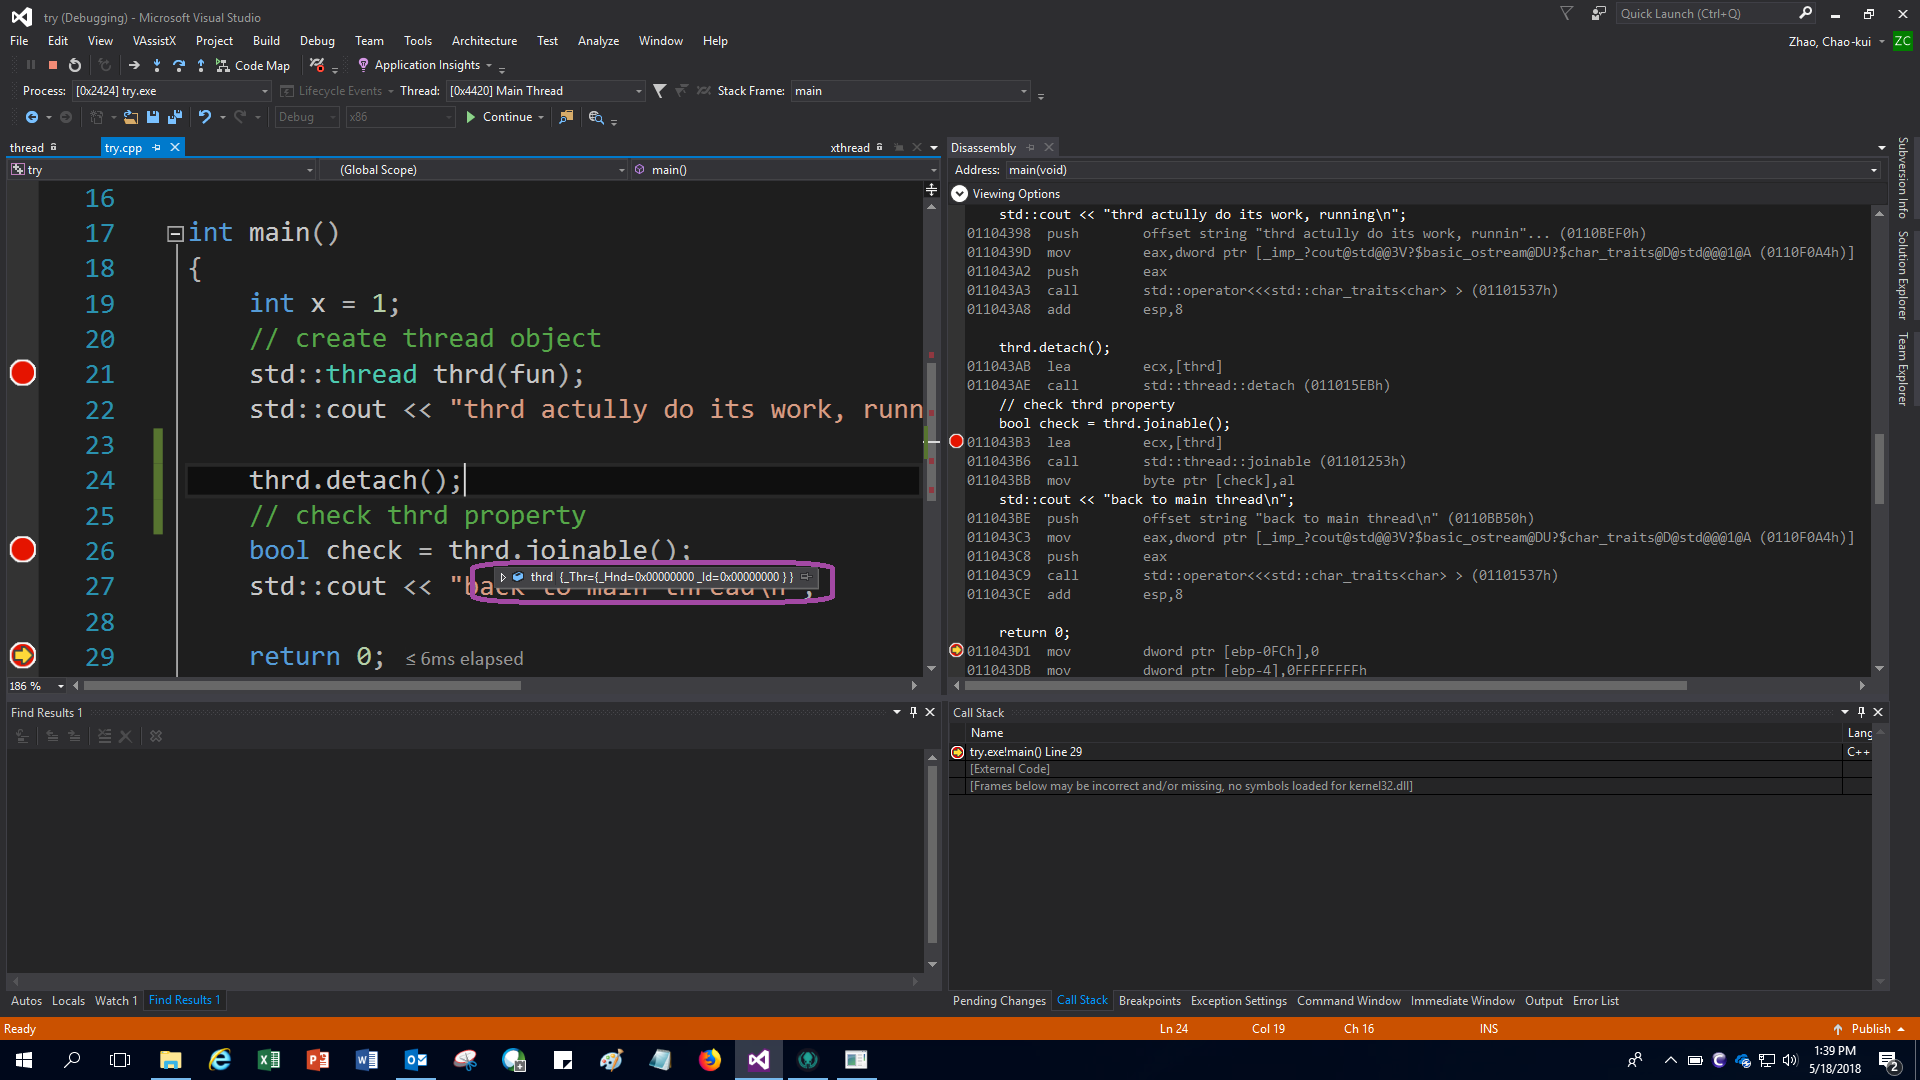 try (Debugging) - Microsoft Visual Studio
Quick Launch (Ctrl+Q)
File Edit View VAssistX Project Build Debug Team Tools Architecture Test Analyze Window Help
Zhao, Chao-kui ZC
Code Map Application Insights
Process: [0x2424] try.exe Lifecycle Events Thread: [0x4420] Main Thread Stack Frame: main
Debug x86 Continue
thread try.cpp xthread
try (Global Scope) main()
16
17 int main()
18 {
19 int x = 1;
20 // create thread object
21 std::thread thrd(fun);
22 std::cout << "thrd actully do its work, runn
23
24 thrd.detach();
25 // check thrd property
26 bool check = thrd.joinable();
thrd {_Thr={_Hnd=0x00000000 _Id=0x00000000 } }
27 std::cout << "back to main thread\n";
28
29 return 0; ≤ 6ms elapsed
186 %
Disassembly
Address: main(void)
Viewing Options
std::cout << "thrd actully do its work, running\n";
01104398 push offset string "thrd actully do its work, runnin"... (0110BEF0h)
0110439D mov eax,dword ptr [_imp_?cout@std@@3V?$basic_ostream@DU?$char_traits@D@std@@@1@A (0110F0A4h)]
011043A2 push eax
011043A3 call std::operator<<<std::char_traits<char> > (01101537h)
011043A8 add esp,8
thrd.detach();
011043AB lea ecx,[thrd]
011043AE call std::thread::detach (011015EBh)
// check thrd property
bool check = thrd.joinable();
011043B3 lea ecx,[thrd]
011043B6 call std::thread::joinable (01101253h)
011043BB mov byte ptr [check],al
std::cout << "back to main thread\n";
011043BE push offset string "back to main thread\n" (0110BB50h)
011043C3 mov eax,dword ptr [_imp_?cout@std@@3V?$basic_ostream@DU?$char_traits@D@std@@@1@A (0110F0A4h)]
011043C8 push eax
011043C9 call std::operator<<<std::char_traits<char> > (01101537h)
011043CE add esp,8
return 0;
011043D1 mov dword ptr [ebp-0FCh],0
011043DB mov dword ptr [ebp-4],0FFFFFFFFh
Subversion Info
Solution Explorer
Team Explorer
Find Results 1
Call Stack
Name Lang
try.exe!main() Line 29 C++
[External Code]
[Frames below may be incorrect and/or missing, no symbols loaded for kernel32.dll]
Autos Locals Watch 1 Find Results 1
Pending Changes Call Stack Breakpoints Exception Settings Command Window Immediate Window Output Error List
Ready Ln 24 Col 19 Ch 16 INS Publish
1:39 PM
5/18/2018
2